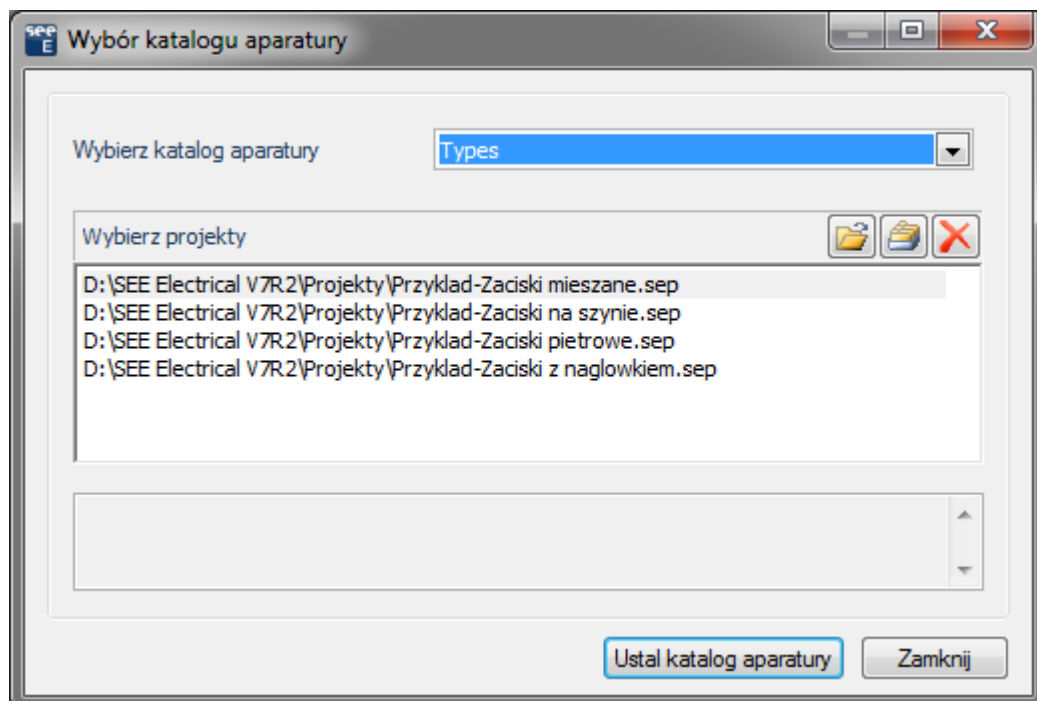 see
E
Wybór katalogu aparatury
Wybierz katalog aparatury
Types
Wybierz projekty
D:\SEE Electrical V7R2\Projekty\Przyklad-Zaciski mieszane.sep
D:\SEE Electrical V7R2\Projekty\Przyklad-Zaciski na szynie.sep
D:\SEE Electrical V7R2\Projekty\Przyklad-Zaciski pietrowe.sep
D:\SEE Electrical V7R2\Projekty\Przyklad-Zaciski z naglowkiem.sep
Ustal katalog aparatury
Zamknij